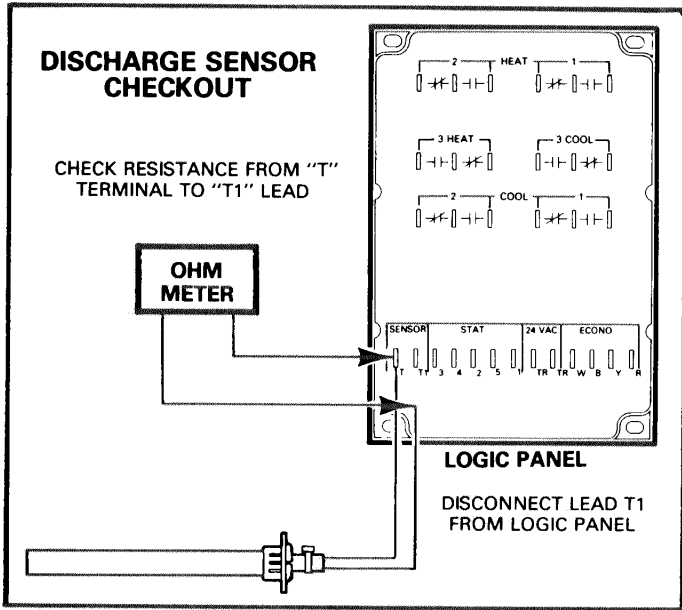 DISCHARGE SENSOR
CHECKOUT
CHECK RESISTANCE FROM "T"
TERMINAL TO "T1" LEAD
OHM
METER
2 HEAT 1
3 HEAT 3 COOL
2 COOL 1
SENSOR STAT 24 VAC ECONO
T T1 3 4 2 5 1 TR TR W B Y R
LOGIC PANEL
DISCONNECT LEAD T1
FROM LOGIC PANEL